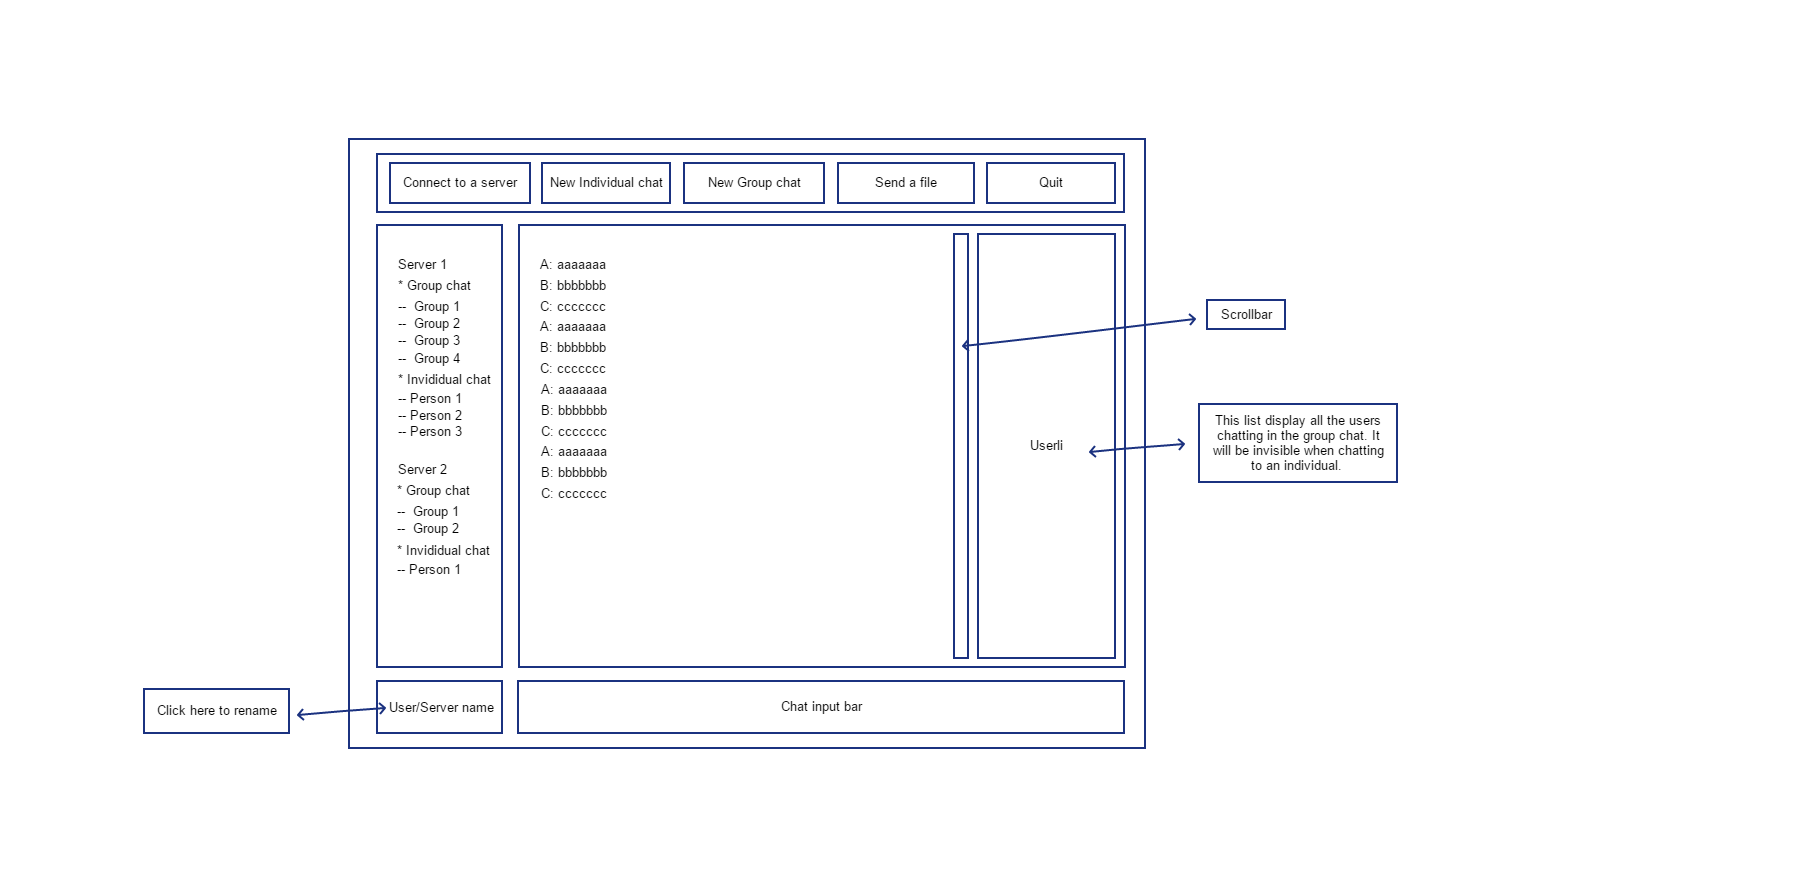 Connect to a server
New Individual chat
New Group chat
Send a file
Quit
Server 1
* Group chat
-- Group 1
-- Group 2
-- Group 3
-- Group 4
* Invididual chat
-- Person 1
-- Person 2
-- Person 3
Server 2
* Group chat
-- Group 1
-- Group 2
* Invididual chat
-- Person 1
A: aaaaaaa
B: bbbbbbb
C: ccccccc
A: aaaaaaa
B: bbbbbbb
C: ccccccc
A: aaaaaaa
B: bbbbbbb
C: ccccccc
A: aaaaaaa
B: bbbbbbb
C: ccccccc
Userli
Scrollbar
This list display all the users
chatting in the group chat. It
will be invisible when chatting
to an individual.
Click here to rename
User/Server name
Chat input bar